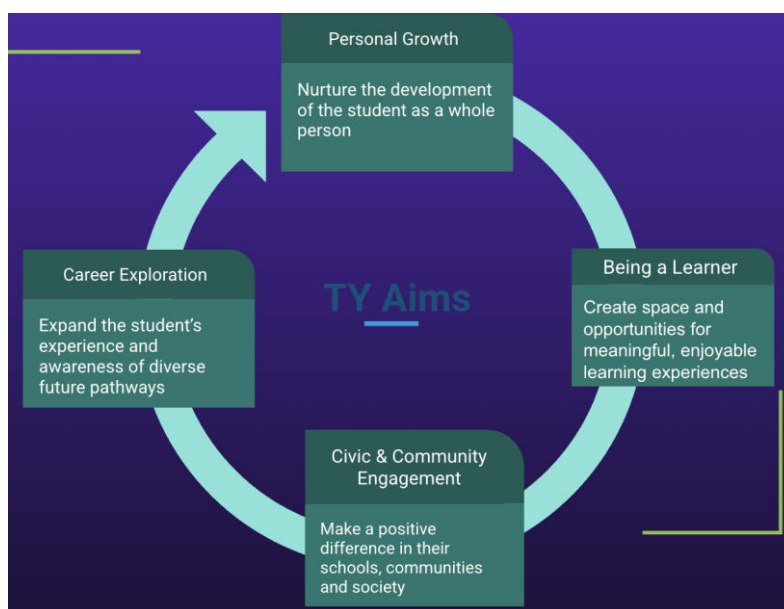 Personal Growth
Nurture the development
of the student as a whole
person
Being a Learner
Create space and
opportunities for
meaningful, enjoyable
learning experiences
Civic & Community
Engagement
Make a positive
difference in their
schools, communities
and society
Career Exploration
Expand the student’s
experience and
awareness of diverse
future pathways
TY Aims